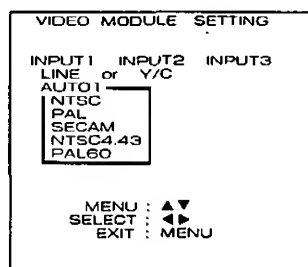 VIDEO MODULE SETTING
INPUT1 INPUT2 INPUT3
LINE or Y/C
AUTO1
NTSC
PAL
SECAM
NTSC4.43
PAL60
MENU : ▲▼
SELECT : ◀▶
EXIT : MENU